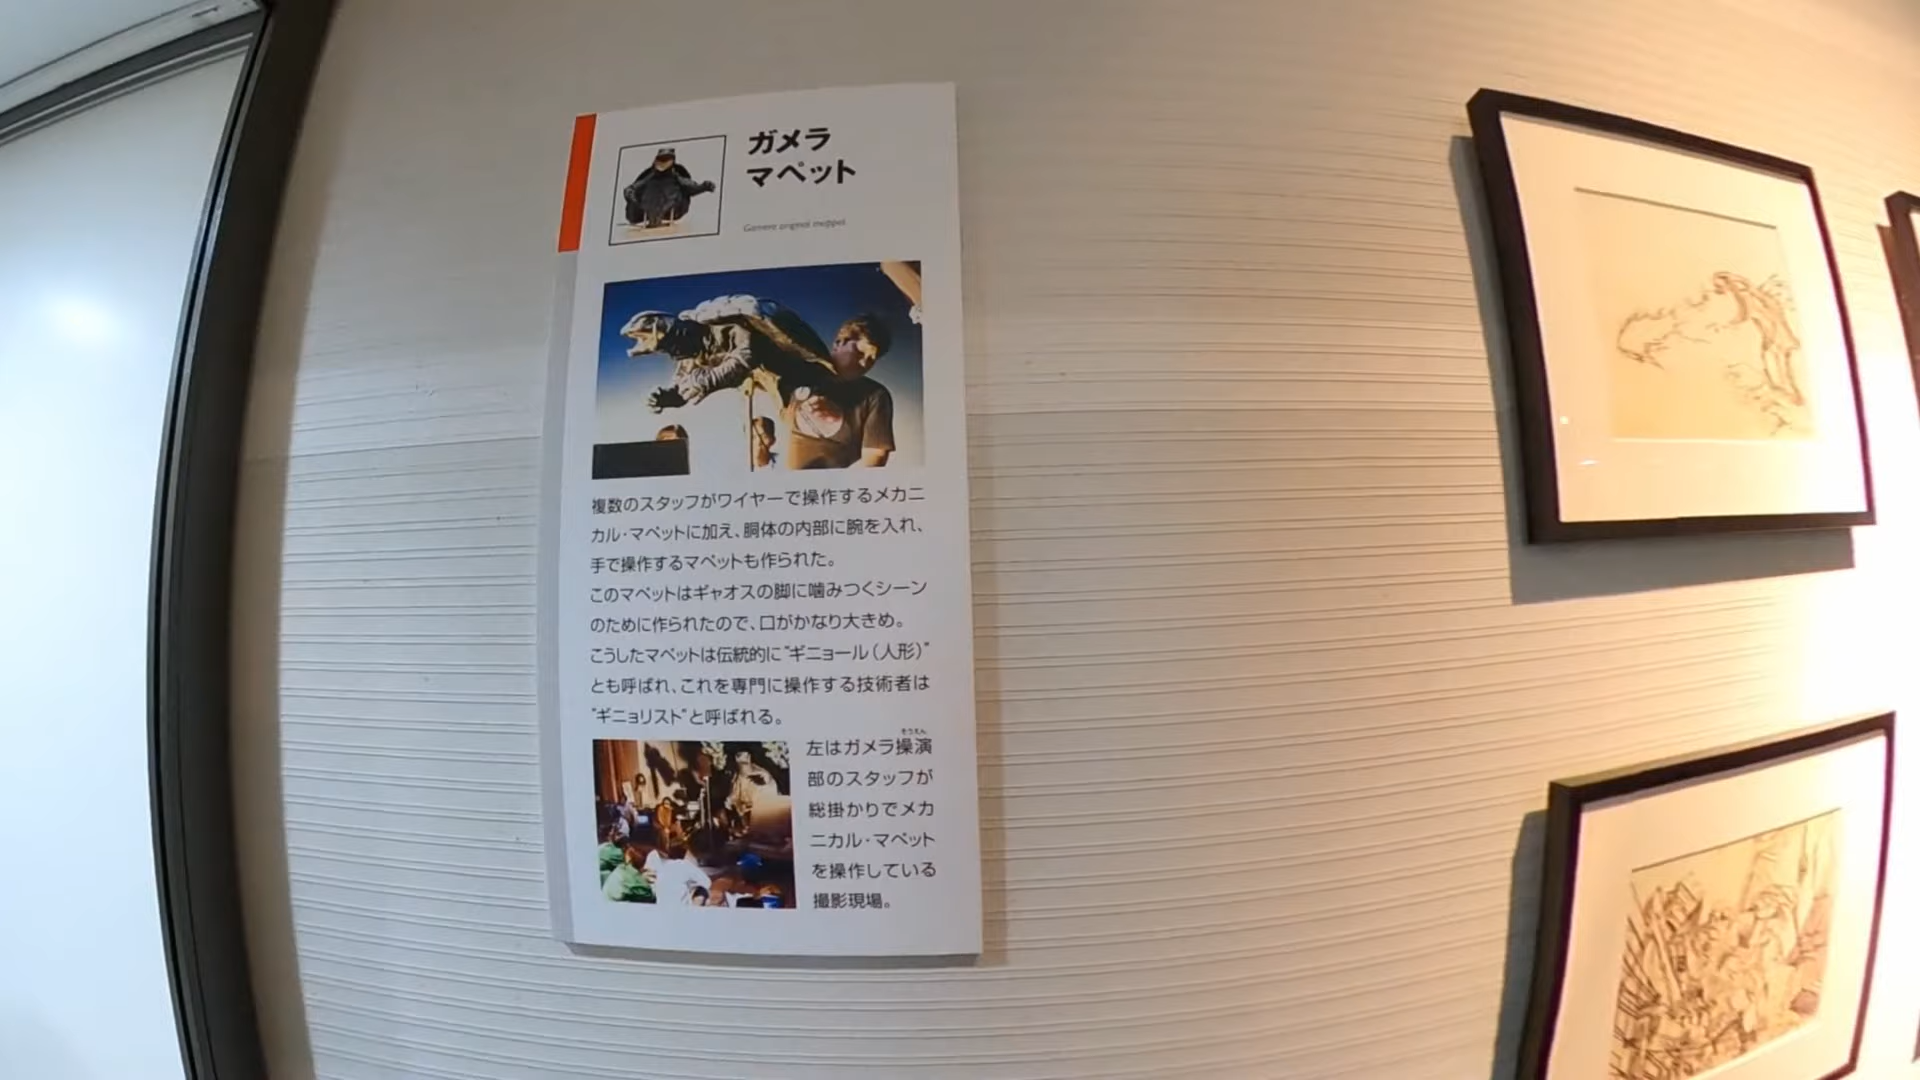 ガメラ
マペット
Gamera original muppet
複数のスタッフがワイヤーで操作するメカニ
カル・マペットに加え、胴体の内部に腕を入れ、
手で操作するマペットも作られた。
このマペットはギャオスの脚に噛みつくシーン
のために作られたので、口がかなり大きめ。
こうしたマペットは伝統的に"ギニョール（人形）"
とも呼ばれ、これを専門に操作する技術者は
"ギニョリスト"と呼ばれる。
そうえん
左はガメラ操演
部のスタッフが
総掛かりでメカ
ニカル・マペット
を操作している
撮影現場。